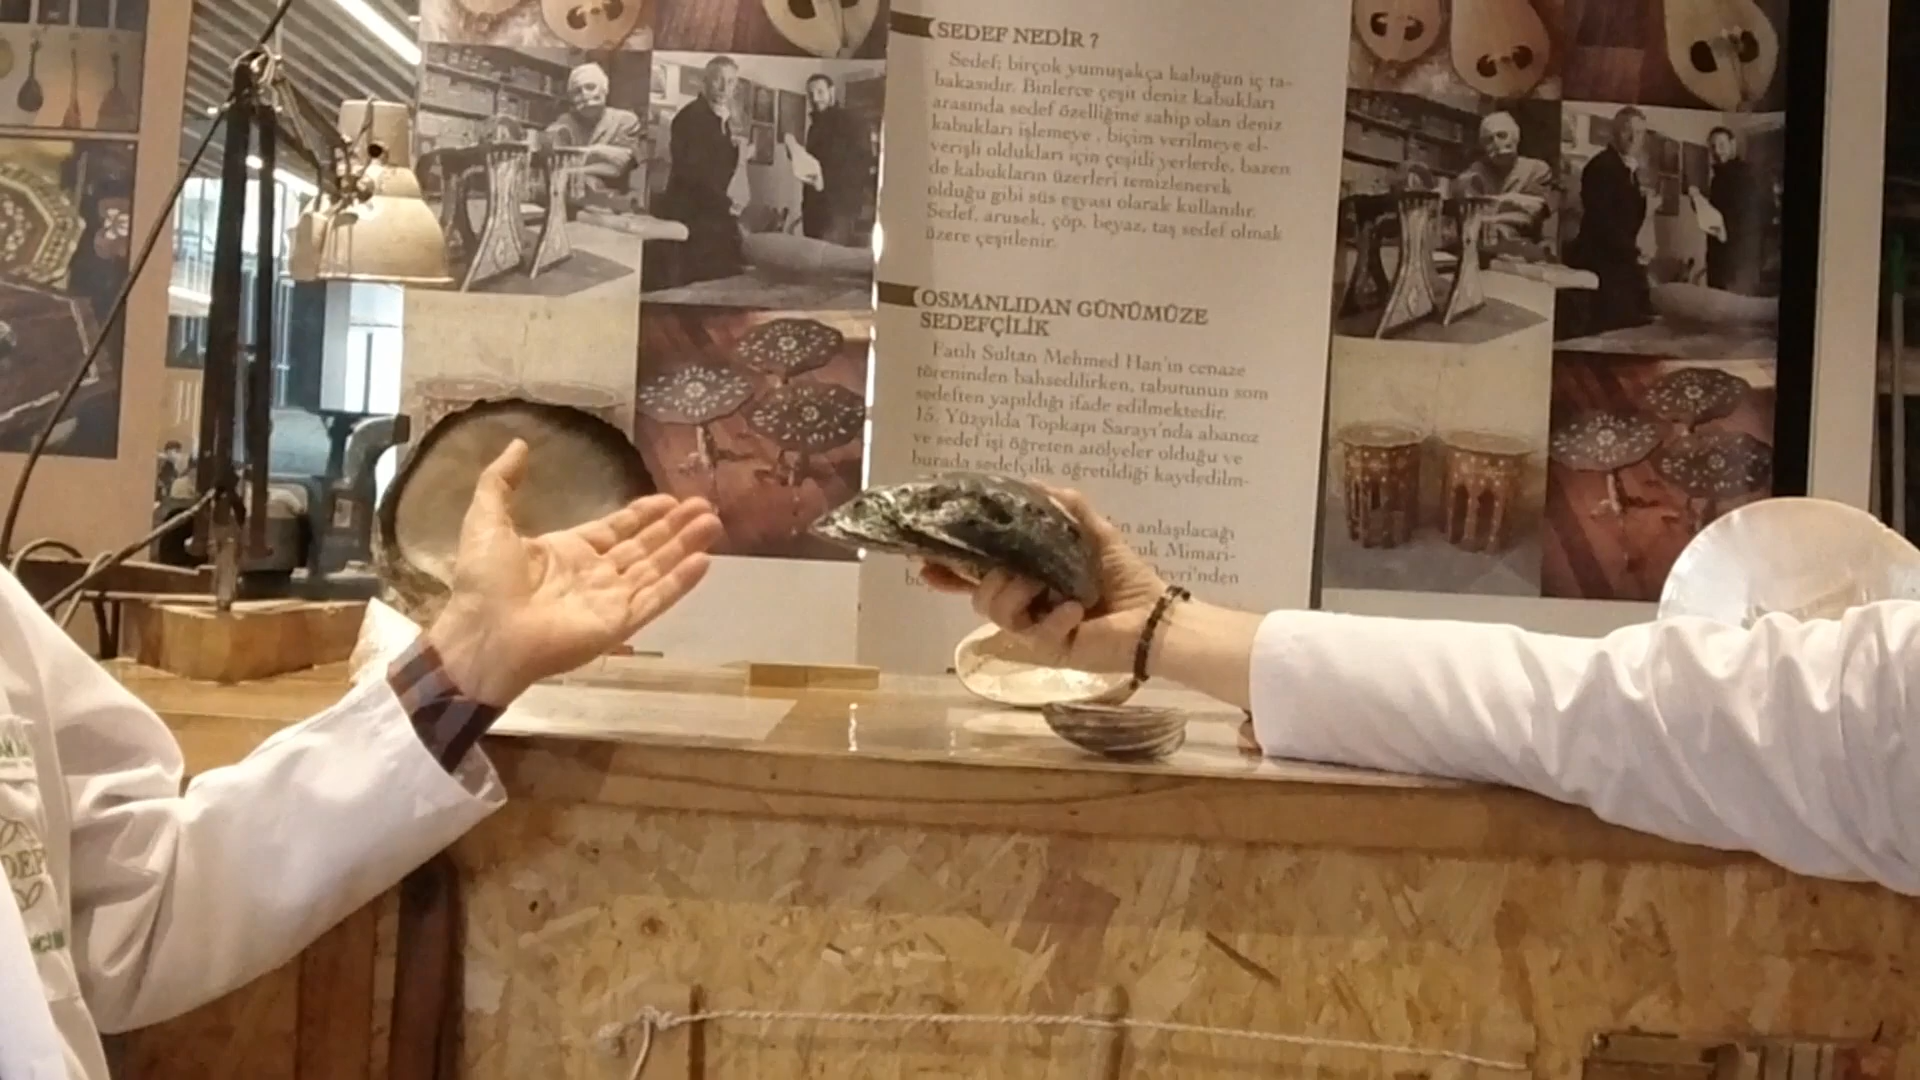 SEDEF NEDİR ?
Sedef; birçok yumuşakça kabuğun iç ta-
bakasıdır. Binlerce çeşit deniz kabukları
arasında sedef özelliğine sahip olan deniz
kabukları işlemeye , biçim verilmeye el-
verişli oldukları için çeşitli yerlerde, bazen
de kabukların üzerleri temizlenerek
olduğu gibi süs eşyası olarak kullanılır.
Sedef, arusek, çöp, beyaz, taş sedef olmak
üzere çeşitlenir.
OSMANLIDAN GÜNÜMÜZE
SEDEFÇİLİK
Fatih Sultan Mehmed Han'ın cenaze
töreninden bahsedilirken, tabutunun som
sedeften yapıldığı ifade edilmektedir.
15. Yüzyılda Topkapı Sarayı'nda abanoz
ve sedef işi öğreten atölyeler olduğu ve
burada sedefçilik öğretildiği kaydedilm-
anlaşılacağı
Mimari-
Devri'nden